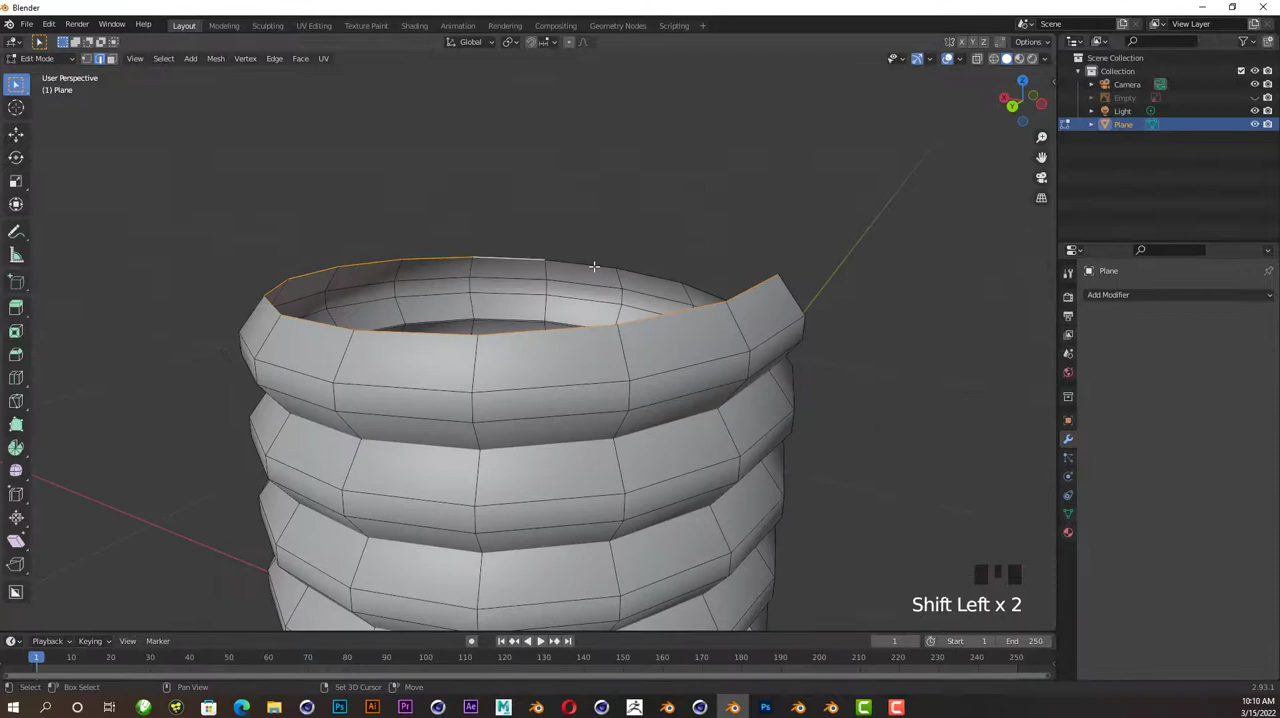 Blender
File Edit Render Window Help Layout Modeling Sculpting UV Editing Texture Paint Shading Animation Rendering Compositing Geometry Nodes Scripting + Scene View Layer
Global X Y Z Options
Edit Mode View Select Add Mesh Vertex Edge Face UV
Scene Collection
Collection
Camera
Empty
Light
Plane
User Perspective
(1) Plane
Z
X
Y
Plane
Add Modifier
Shift Left x 2
Playback Keying View Marker 1 Start 1 End 250
1 10 20 30 40 50 60 70 80 90 100 110 120 130 140 150 160 170 180 190 200 210 220 230 240 250
Select Box Select Pan View Set 3D Cursor Move 2.93.1
10:10 AM
3/15/2022